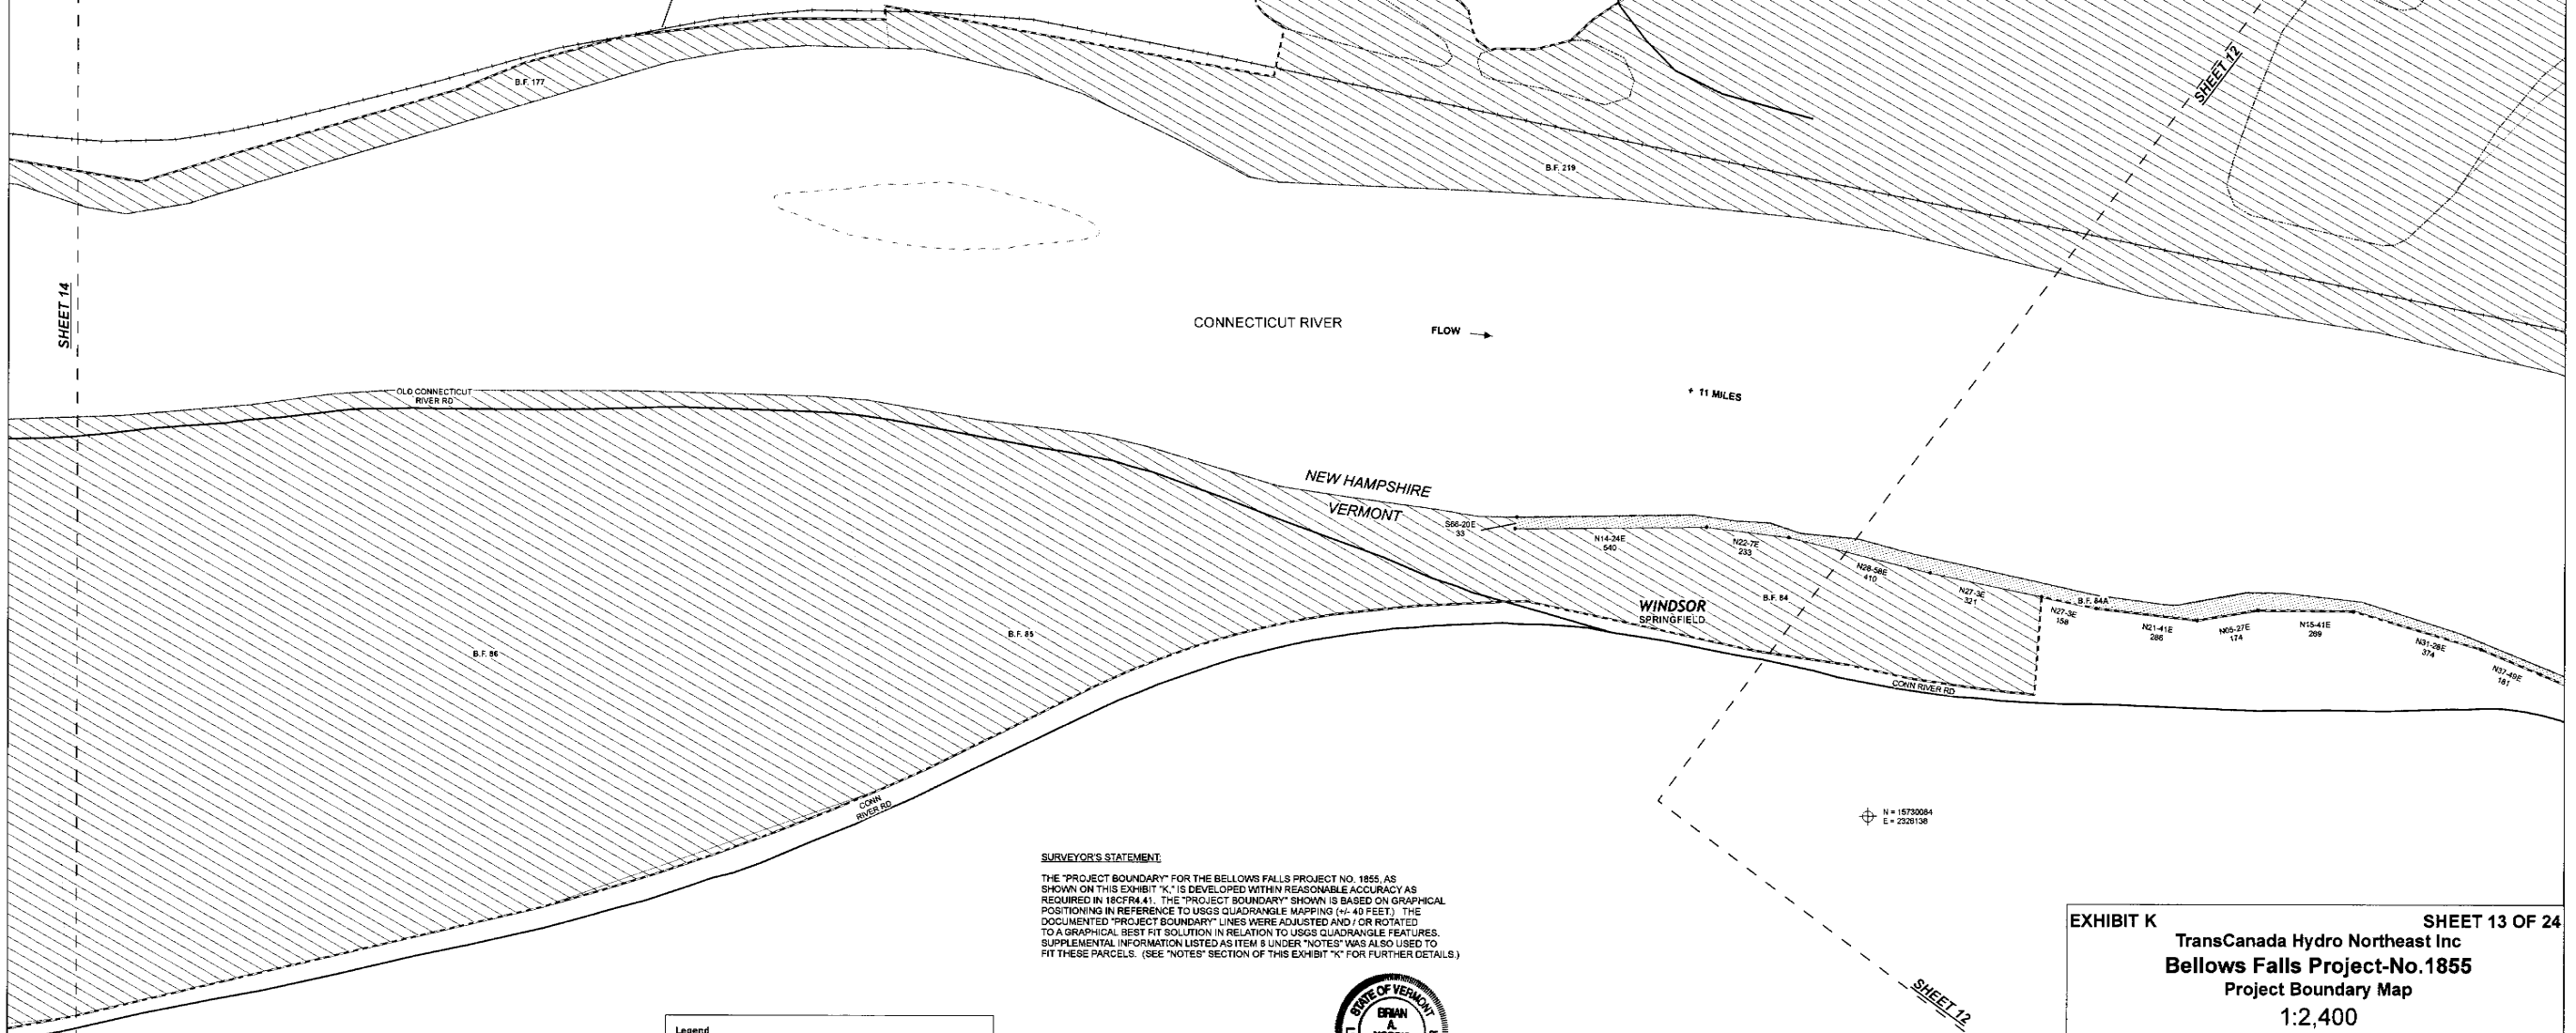 B.F. 177
SHEET 12
B.F. 219
SHEET 14
CONNECTICUT RIVER
FLOW
+ 11 MILES
OLD CONNECTICUT
RIVER RD
NEW HAMPSHIRE
VERMONT
S66-20E
33
N14-24E
540
N22-7E
233
N28-58E
410
N27-3E
321
B.F. 84
WINDSOR
SPRINGFIELD
B.F. 84A
N27-3E
158
N21-41E
286
N05-27E
174
N15-41E
269
N31-28E
374
N37-49E
181
B.F. 85
B.F. 86
CONN RIVER RD
CONN
RIVER RD
N = 15730084
E = 2326138
SURVEYOR'S STATEMENT:
THE "PROJECT BOUNDARY" FOR THE BELLOWS FALLS PROJECT NO. 1855, AS
SHOWN ON THIS EXHIBIT "K," IS DEVELOPED WITHIN REASONABLE ACCURACY AS
REQUIRED IN 18CFR4.41. THE "PROJECT BOUNDARY" SHOWN IS BASED ON GRAPHICAL
POSITIONING IN REFERENCE TO USGS QUADRANGLE MAPPING (+/- 40 FEET.) THE
DOCUMENTED "PROJECT BOUNDARY" LINES WERE ADJUSTED AND / OR ROTATED
TO A GRAPHICAL BEST FIT SOLUTION IN RELATION TO USGS QUADRANGLE FEATURES.
SUPPLEMENTAL INFORMATION LISTED AS ITEM 8 UNDER "NOTES" WAS ALSO USED TO
FIT THESE PARCELS. (SEE "NOTES" SECTION OF THIS EXHIBIT "K" FOR FURTHER DETAILS.)
STATE OF VERMONT
BRIAN
A.
SHEET 12
EXHIBIT K
SHEET 13 OF 24
TransCanada Hydro Northeast Inc
Bellows Falls Project-No.1855
Project Boundary Map
1:2,400
Legend